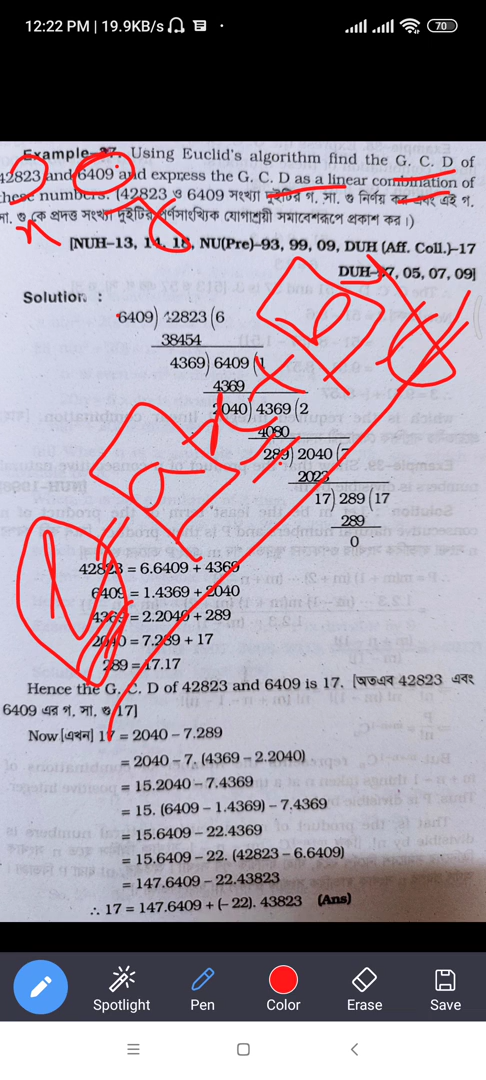 12:22 PM | 19.9KB/s
70
Example-37. Using Euclid's algorithm find the G. C. D of
42823 and 6409 and express the G. C. D as a linear combination of
these numbers. [42823 ও 6409 সংখ্যা দুইটির গ. সা. গু নির্ণয় কর এবং এই গ.
সা. গু কে প্রদত্ত সংখ্যা দুইটির যোগাশ্রয়ী সমাবেশরূপে প্রকাশ কর।)
[NUH-13, 14, 18, NU(Pre)-93, 99, 09, DUH (Aff. Coll.)-17
DUH- 05, 07, 09]
Solution :
6409) 42823 (6
38454
4369) 6409 (1
4369
2040) 4369 (2
4080
289) 2040 (7
2023
17) 289 (17
289
0
42823 = 6.6409 + 4369
6409 = 1.4369 + 2040
4369 = 2.2040 + 289
2040 = 7.289 + 17
289 = 17.17
Hence the G. C. D of 42823 and 6409 is 17. [অতএব 42823 এবং
6409 এর গ. সা. গু 17]
Now [এখন] 17 = 2040 – 7.289
= 2040 – 7. (4369 – 2.2040)
= 15.2040 – 7.4369
= 15. (6409 – 1.4369) – 7.4369
= 15.6409 – 22.4369
= 15.6409 – 22. (42823 – 6.6409)
= 147.6409 – 22.43823
∴ 17 = 147.6409 + (– 22). 43823 (Ans)
Spotlight
Pen
Color
Erase
Save